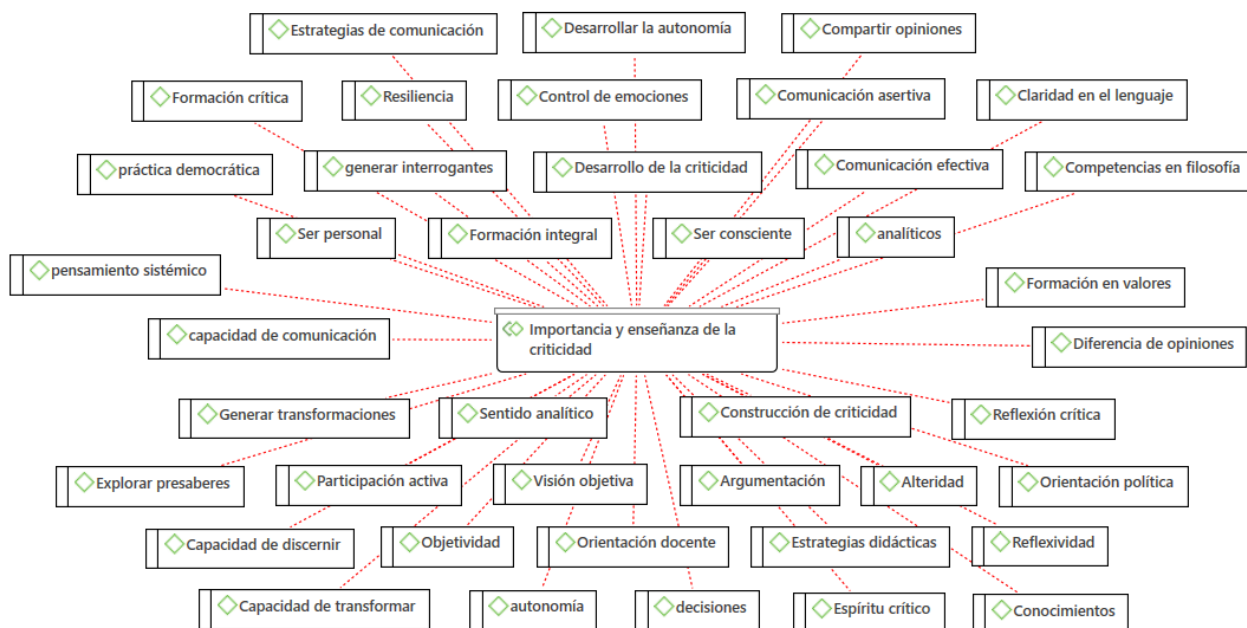 Estrategias de comunicación
Desarrollar la autonomía
Compartir opiniones
Formación crítica
Resiliencia
Control de emociones
Comunicación asertiva
Claridad en el lenguaje
práctica democrática
generar interrogantes
Desarrollo de la criticidad
Comunicación efectiva
Competencias en filosofía
Ser personal
Formación integral
Ser consciente
analíticos
pensamiento sistémico
Formación en valores
capacidad de comunicación
Importancia y enseñanza de la
criticidad
Diferencia de opiniones
Generar transformaciones
Sentido analítico
Construcción de criticidad
Reflexión crítica
Explorar presaberes
Participación activa
Visión objetiva
Argumentación
Alteridad
Orientación política
Capacidad de discernir
Objetividad
Orientación docente
Estrategias didácticas
Reflexividad
Capacidad de transformar
autonomía
decisiones
Espíritu crítico
Conocimientos